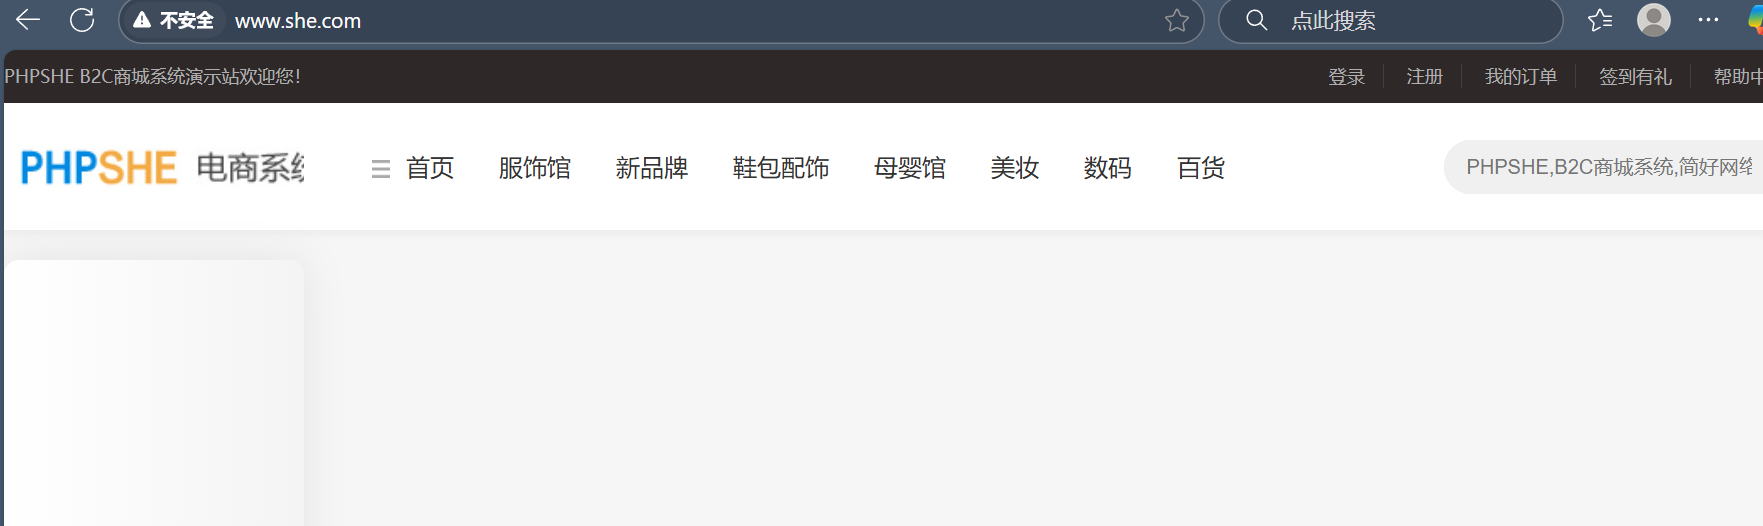 不安全 www.she.com 点此搜索
PHPSHE B2C商城系统演示站欢迎您！ 登录 注册 我的订单 签到有礼 帮助中
PHPSHE 电商系统 首页 服饰馆 新品牌 鞋包配饰 母婴馆 美妆 数码 百货 PHPSHE,B2C商城系统,简好网络